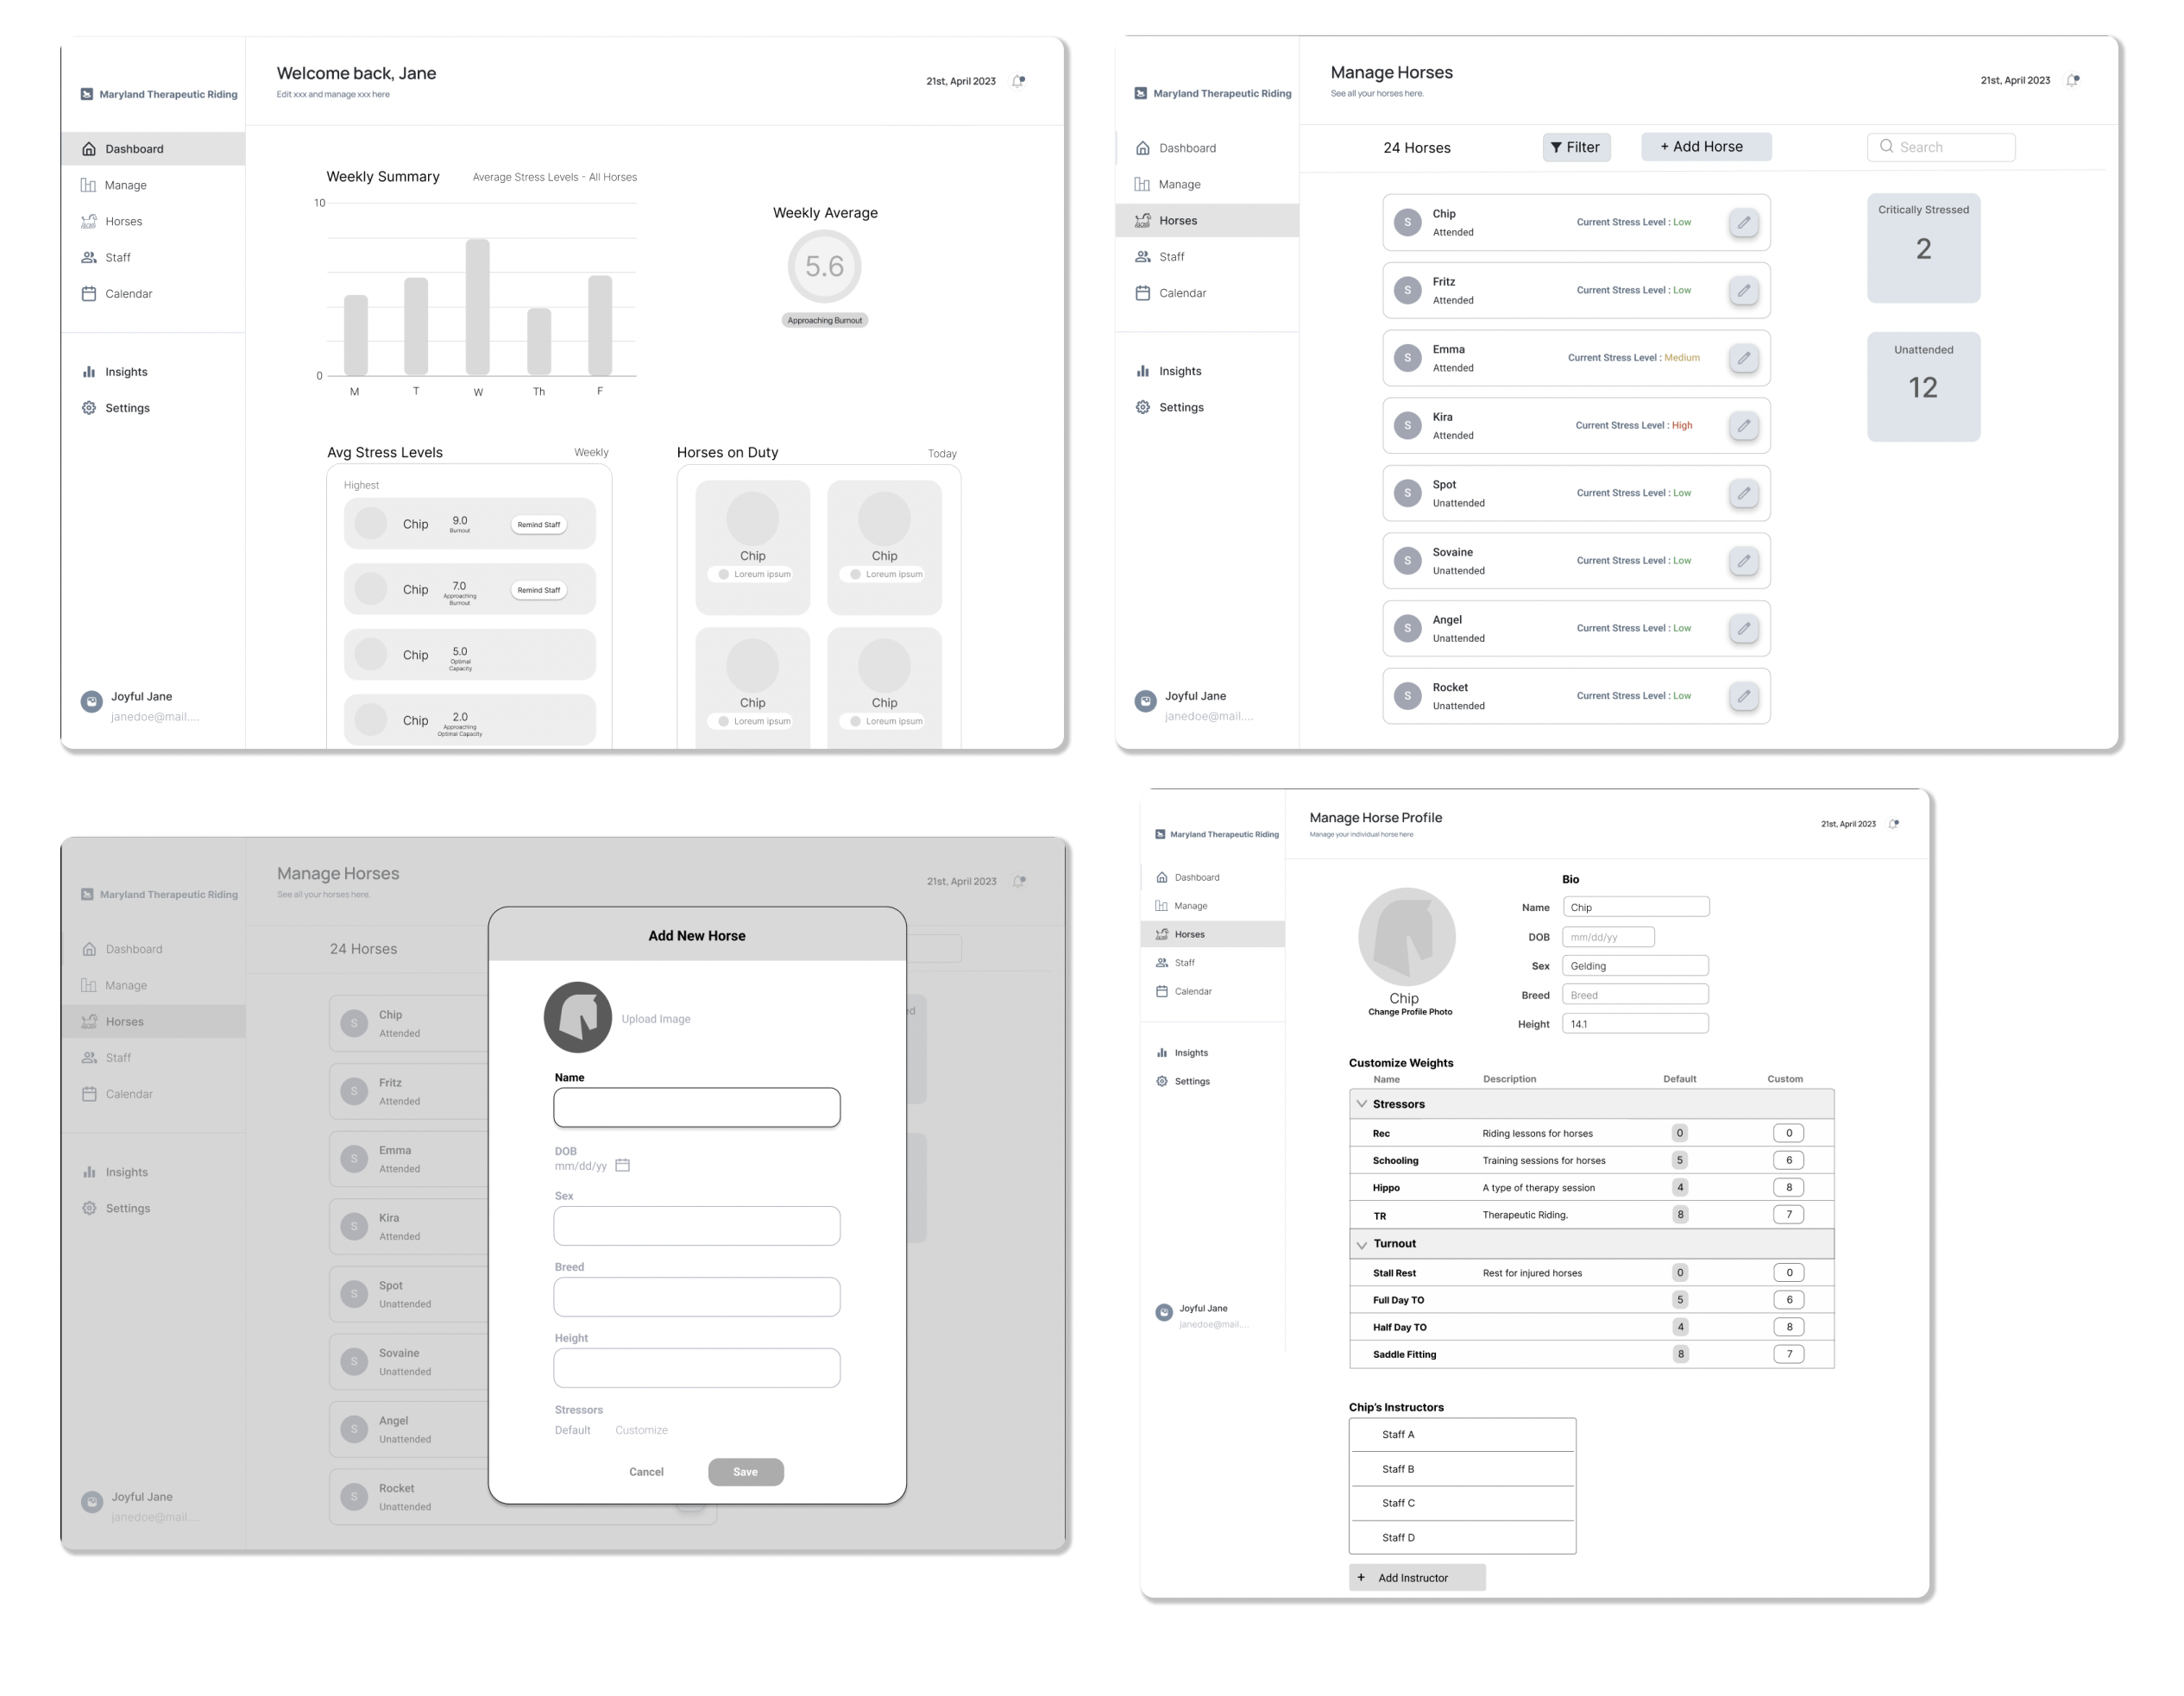 Maryland Therapeutic Riding
Dashboard
Manage
Horses
Staff
Calendar
Insights
Settings
Joyful Jane
janedoe@mail....
Welcome back, Jane
Edit xxx and manage xxx here
21st, April 2023
Weekly Summary
Average Stress Levels - All Horses
10
0
M T W Th F
Weekly Average
5.6
Approaching Burnout
Avg Stress Levels
Weekly
Highest
Chip
9.0
Burnout
Remind Staff
Chip
7.0
Approaching
Burnout
Remind Staff
Chip
5.0
Optimal
Capacity
Chip
2.0
Approaching
Optimal Capacity
Horses on Duty
Today
Chip
Loreum ipsum
Chip
Loreum ipsum
Chip
Loreum ipsum
Chip
Loreum ipsum
Maryland Therapeutic Riding
Dashboard
Manage
Horses
Staff
Calendar
Insights
Settings
Joyful Jane
janedoe@mail....
Manage Horses
See all your horses here.
21st, April 2023
24 Horses
Filter
+ Add Horse
Search
S
Chip
Attended
Current Stress Level : Low
S
Fritz
Attended
Current Stress Level : Low
S
Emma
Attended
Current Stress Level : Medium
S
Kira
Attended
Current Stress Level : High
S
Spot
Unattended
Current Stress Level : Low
S
Sovaine
Unattended
Current Stress Level : Low
S
Angel
Unattended
Current Stress Level : Low
S
Rocket
Unattended
Current Stress Level : Low
Critically Stressed
2
Unattended
12
Maryland Therapeutic Riding
Dashboard
Manage
Horses
Staff
Calendar
Insights
Settings
Joyful Jane
janedoe@mail....
Manage Horses
See all your horses here.
21st, April 2023
24 Horses
S
Chip
Attended
S
Fritz
Attended
S
Emma
Attended
S
Kira
Attended
S
Spot
Unattended
S
Sovaine
Unattended
S
Angel
Unattended
S
Rocket
Unattended
ed
Add New Horse
Upload Image
Name
DOB
mm/dd/yy
Sex
Breed
Height
Stressors
Default Customize
Cancel
Save
Maryland Therapeutic Riding
Dashboard
Manage
Horses
Staff
Calendar
Insights
Settings
Joyful Jane
janedoe@mail....
Manage Horse Profile
Manage your individual horse here
21st, April 2023
Chip
Change Profile Photo
Bio
Name Chip
DOB mm/dd/yy
Sex Gelding
Breed Breed
Height 14.1
Customize Weights
Name Description Default Custom
Stressors
Rec Riding lessons for horses 0 0
Schooling Training sessions for horses 5 6
Hippo A type of therapy session 4 8
TR Therapeutic Riding. 8 7
Turnout
Stall Rest Rest for injured horses 0 0
Full Day TO 5 6
Half Day TO 4 8
Saddle Fitting 8 7
Chip's Instructors
Staff A
Staff B
Staff C
Staff D
+ Add Instructor